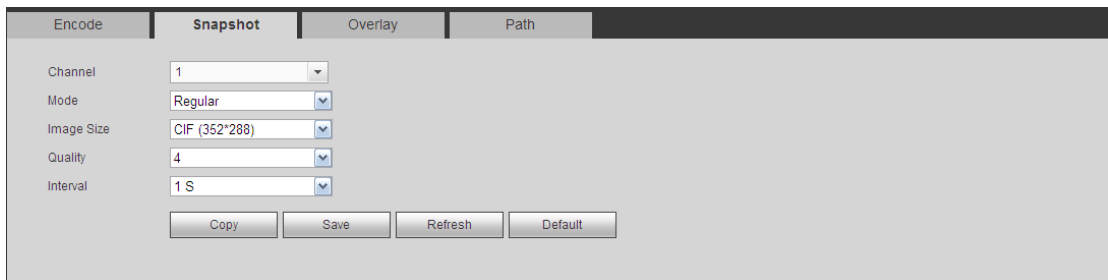 Encode Snapshot Overlay Path
Channel 1
Mode Regular
Image Size CIF (352*288)
Quality 4
Interval 1 S
Copy Save Refresh Default